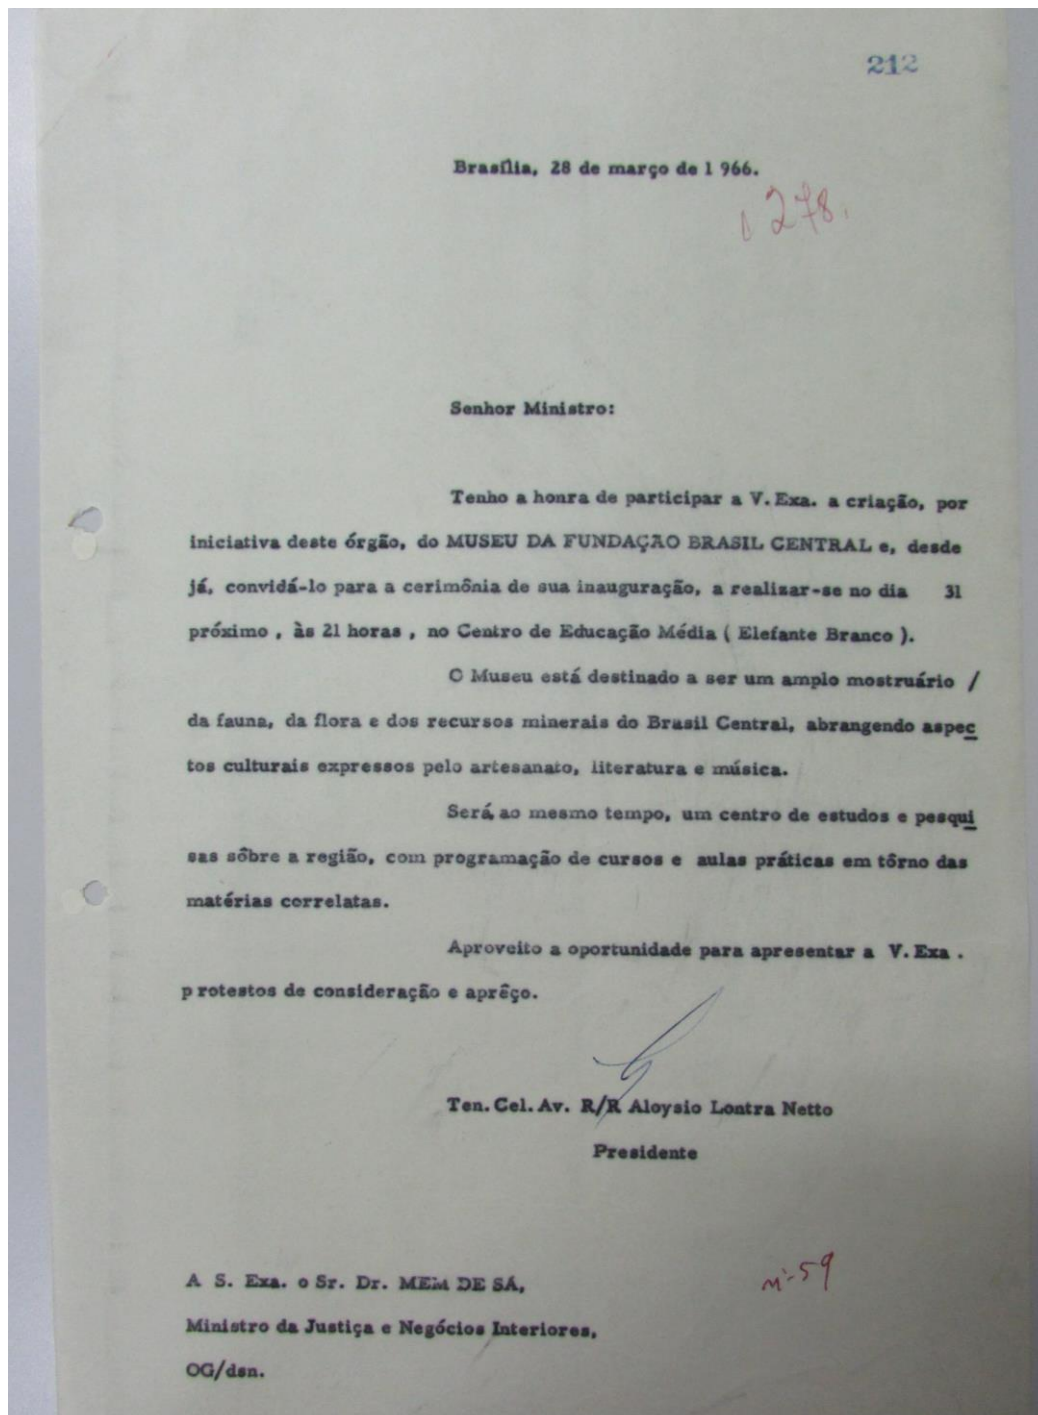 212
Brasília, 28 de março de 1 966.
278.
Senhor Ministro:
Tenho a honra de participar a V. Exa. a criação, por
iniciativa deste órgão, do MUSEU DA FUNDAÇÃO BRASIL CENTRAL e, desde
já, convidá-lo para a cerimônia de sua inauguração, a realizar-se no dia 31
próximo , às 21 horas , no Centro de Educação Média ( Elefante Branco ).
O Museu está destinado a ser um amplo mostruário /
da fauna, da flora e dos recursos minerais do Brasil Central, abrangendo aspec
tos culturais expressos pelo artesanato, literatura e música.
Será, ao mesmo tempo, um centro de estudos e pesqui
sas sôbre a região, com programação de cursos e aulas práticas em tôrno das
matérias correlatas.
Aproveito a oportunidade para apresentar a V. Exa .
p rotestos de consideração e aprêço.
Ten. Cel. Av. R/R Aloysio Lontra Netto
Presidente
A S. Exa. o Sr. Dr. MEM DE SÁ,
nº 59
Ministro da Justiça e Negócios Interiores,
OG/dsn.